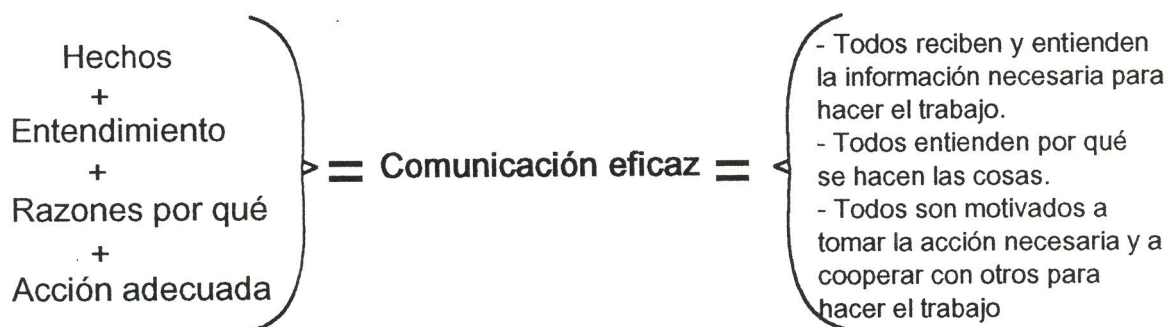 Hechos
+
Entendimiento
+
Razones por qué
+
Acción adecuada
= Comunicación eficaz =
- Todos reciben y entienden
la información necesaria para
hacer el trabajo.
- Todos entienden por qué
se hacen las cosas.
- Todos son motivados a
tomar la acción necesaria y a
cooperar con otros para
hacer el trabajo